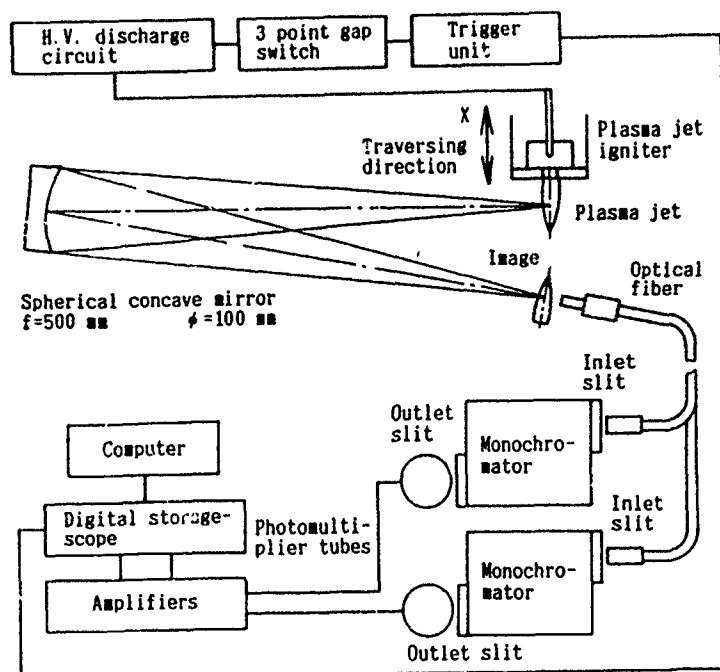 H.V. discharge
circuit
3 point gap
switch
Trigger
unit
X
Traversing
direction
Plasma jet
igniter
Plasma jet
Image
Optical
fiber
Spherical concave mirror
f=500 mm ϕ=100 mm
Inlet
slit
Outlet
slit
Monochro-
mator
Computer
Digital storage-
scope
Photomulti-
plier tubes
Inlet
slit
Monochro-
mator
Amplifiers
Outlet slit